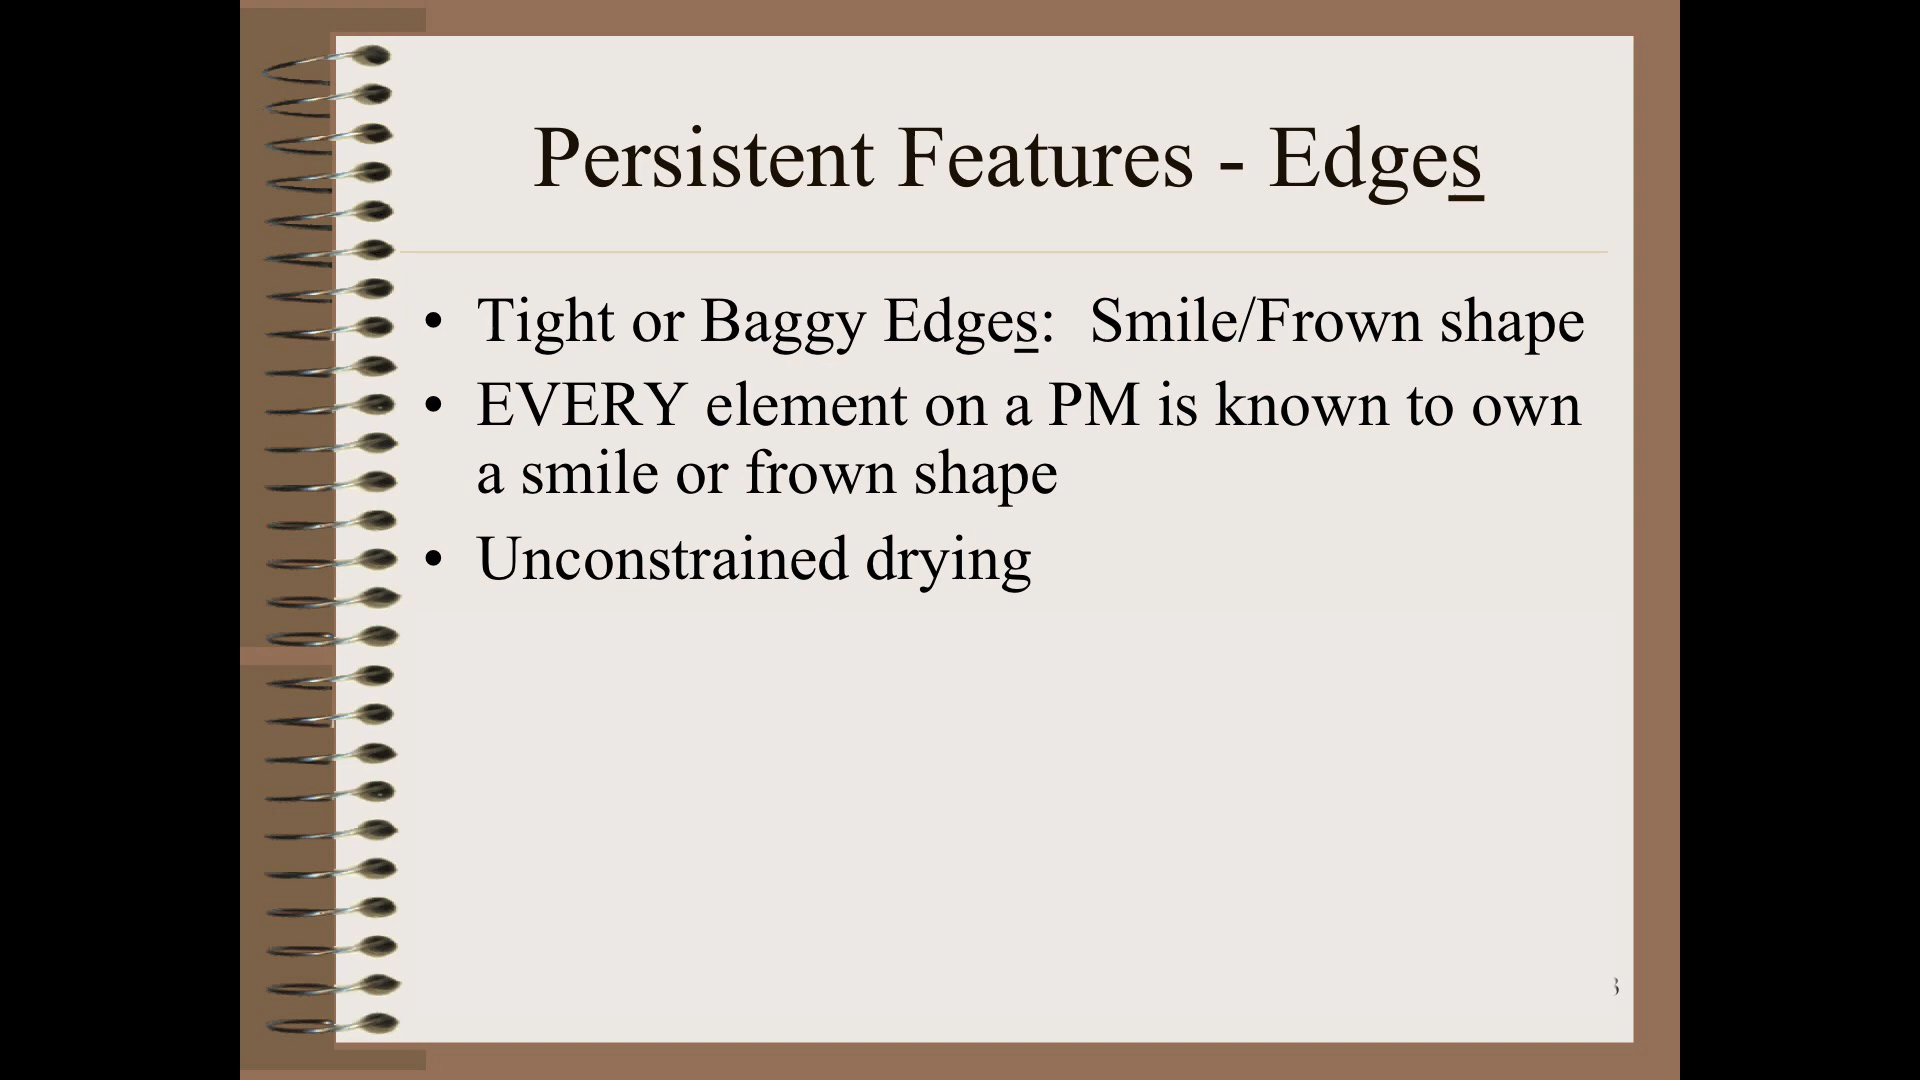 Persistent Features - Edges
• Tight or Baggy Edges: Smile/Frown shape
• EVERY element on a PM is known to own
a smile or frown shape
• Unconstrained drying